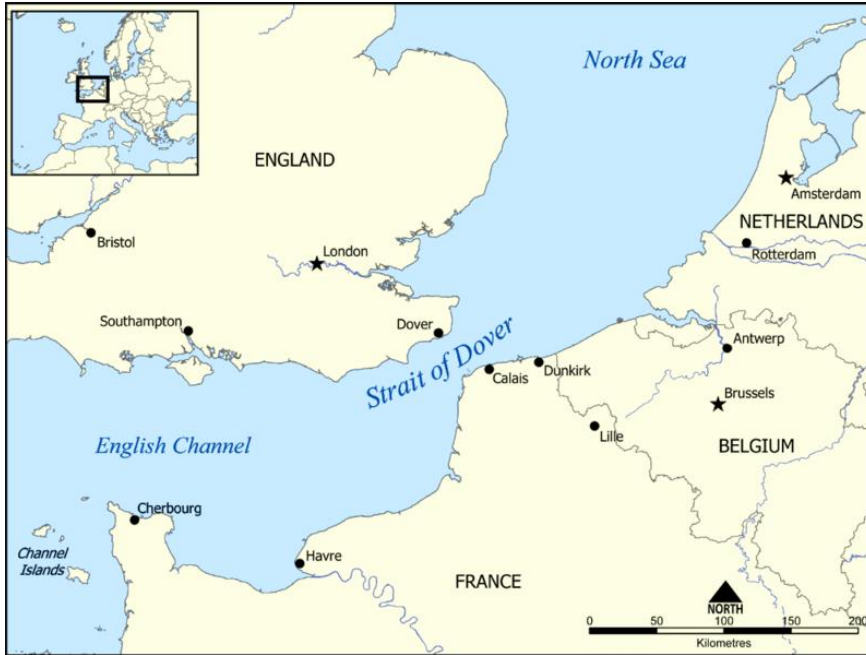 North Sea
ENGLAND
Amsterdam
NETHERLANDS
Bristol
London
Rotterdam
Southampton
Dover
Strait of Dover
Antwerp
Calais
Dunkirk
Brussels
Lille
English Channel
BELGIUM
Cherbourg
Channel
Islands
Havre
FRANCE
NORTH
0 50 100 150 200
Kilometres